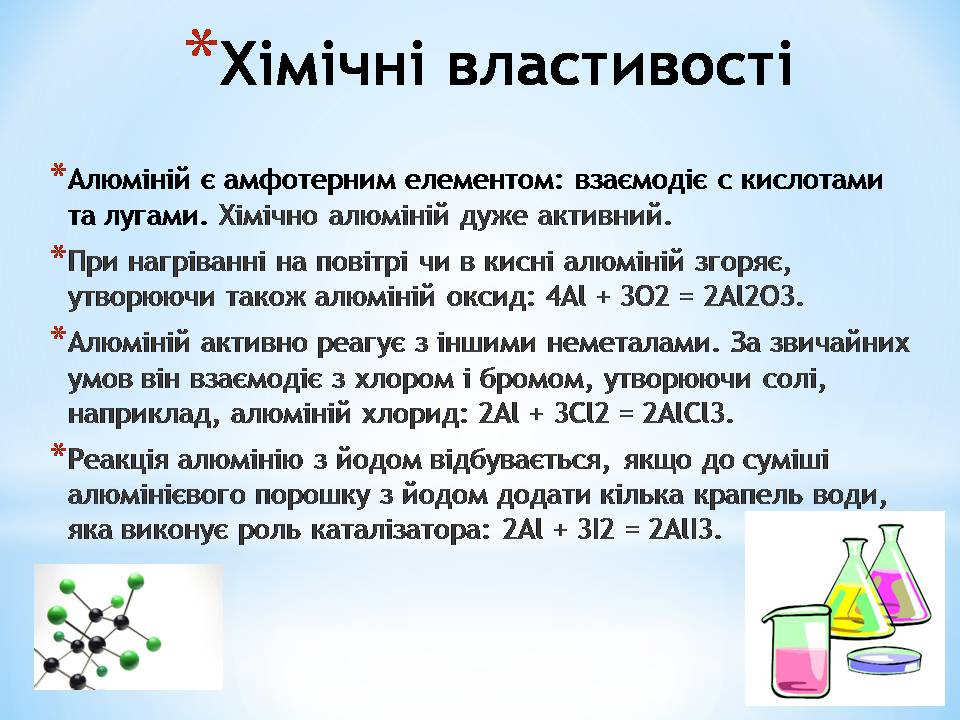 *Хімічні властивості
*Алюміній є амфотерним елементом: взаємодіє с кислотами
та лугами. Хімічно алюміній дуже активний.
*При нагріванні на повітрі чи в кисні алюміній згоряє,
утворюючи також алюміній оксид: 4Al + 3O2 = 2Al2O3.
*Алюміній активно реагує з іншими неметалами. За звичайних
умов він взаємодіє з хлором і бромом, утворюючи солі,
наприклад, алюміній хлорид: 2Al + 3Cl2 = 2AlCl3.
*Реакція алюмінію з йодом відбувається, якщо до суміші
алюмінієвого порошку з йодом додати кілька крапель води,
яка виконує роль каталізатора: 2Al + 3I2 = 2AlI3.